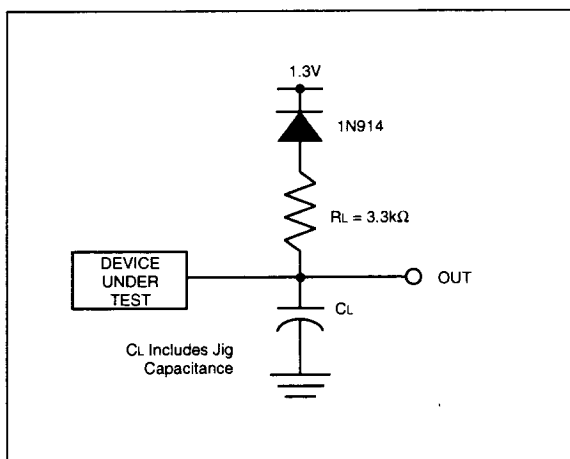 1.3V
1N914
RL = 3.3kΩ
DEVICE
UNDER
TEST
OUT
CL
CL Includes Jig
Capacitance